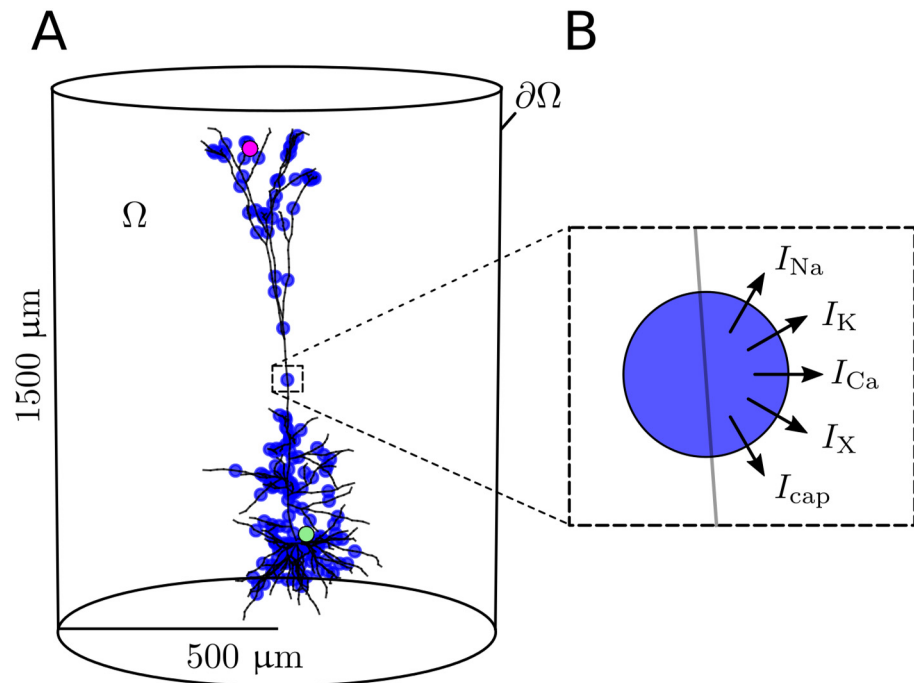 A
B
∂Ω
Ω
1500 μm
500 μm
I_Na
I_K
I_Ca
I_X
I_cap